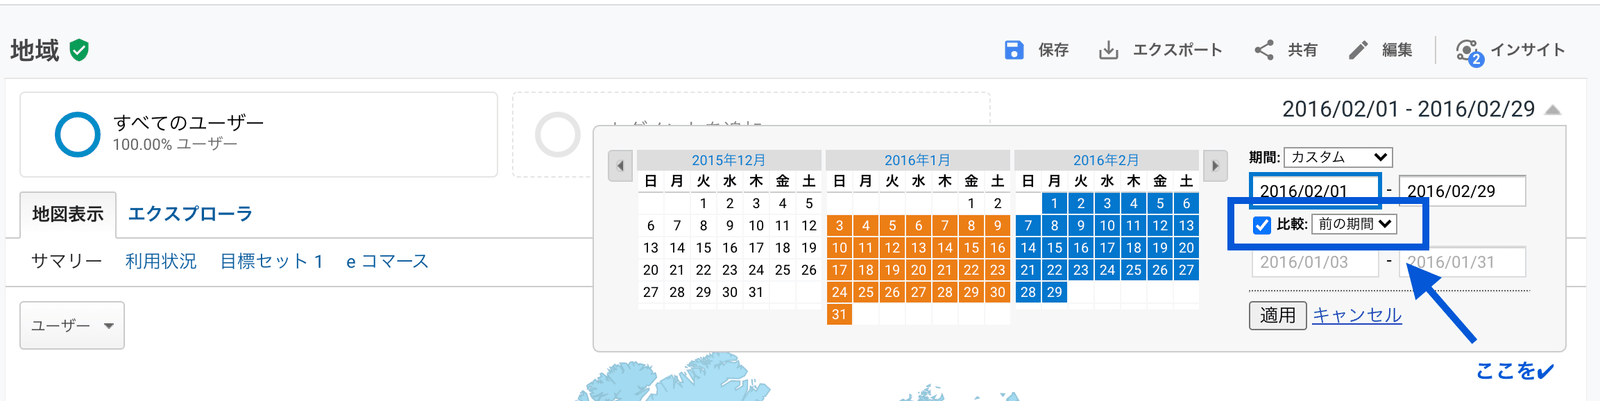 地域
保存 エクスポート 共有 編集 2 インサイト
すべてのユーザー
100.00% ユーザー
2016/02/01 - 2016/02/29
地図表示 エクスプローラ
サマリー 利用状況 目標セット 1 e コマース
ユーザー
2015年12月
日 月 火 水 木 金 土
1 2 3 4 5
6 7 8 9 10 11 12
13 14 15 16 17 18 19
20 21 22 23 24 25 26
27 28 29 30 31
2016年1月
日 月 火 水 木 金 土
1 2
3 4 5 6 7 8 9
10 11 12 13 14 15 16
17 18 19 20 21 22 23
24 25 26 27 28 29 30
31
2016年2月
日 月 火 水 木 金 土
1 2 3 4 5 6
7 8 9 10 11 12 13
14 15 16 17 18 19 20
21 22 23 24 25 26 27
28 29
期間: カスタム
2016/02/01 - 2016/02/29
比較: 前の期間
2016/01/03 - 2016/01/31
適用 キャンセル
ここを✔